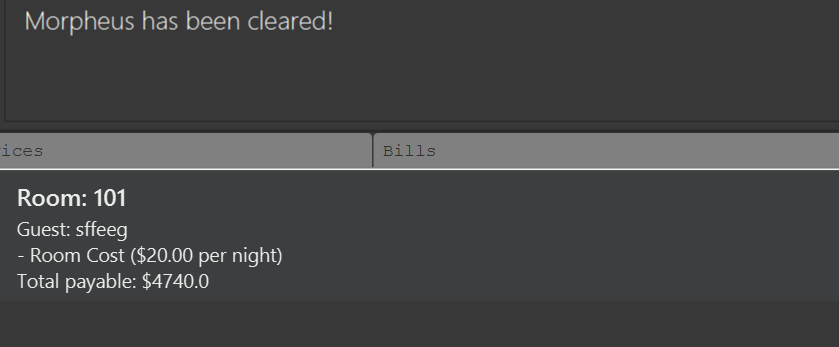 Morpheus has been cleared!
ices
Bills
Room: 101
Guest: sffeeg
- Room Cost ($20.00 per night)
Total payable: $4740.0